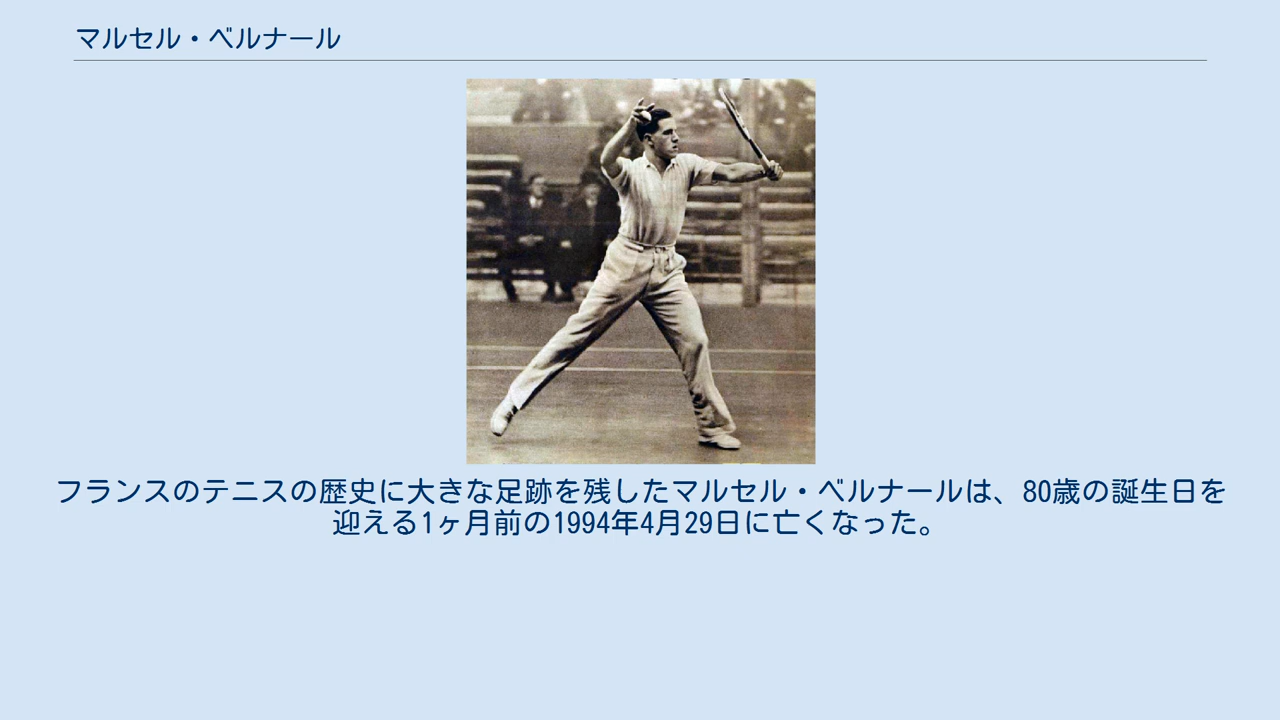 マルセル・ベルナール
フランスのテニスの歴史に大きな足跡を残したマルセル・ベルナールは、80歳の誕生日を
迎える1ヶ月前の1994年4月29日に亡くなった。